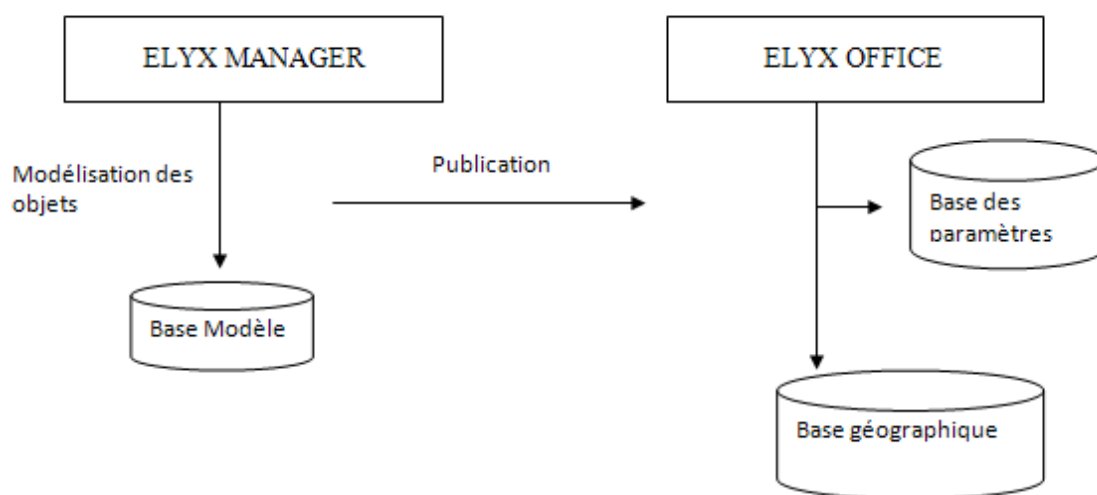 ELYX MANAGER
ELYX OFFICE
Modélisation des
objets
Publication
Base des
paramètres
Base Modèle
Base géographique